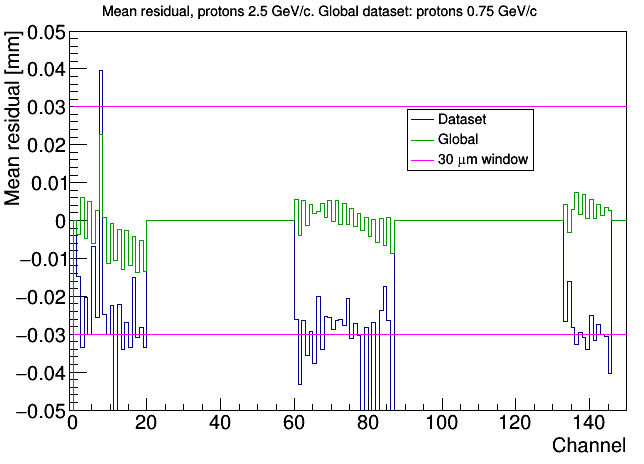 Mean residual, protons 2.5 GeV/c. Global dataset: protons 0.75 GeV/c
Mean residual [mm]
0.05
0.04
0.03
0.02
0.01
0
−0.01
−0.02
−0.03
−0.04
−0.05
Dataset
Global
30 μm window
0 20 40 60 80 100 120 140
Channel